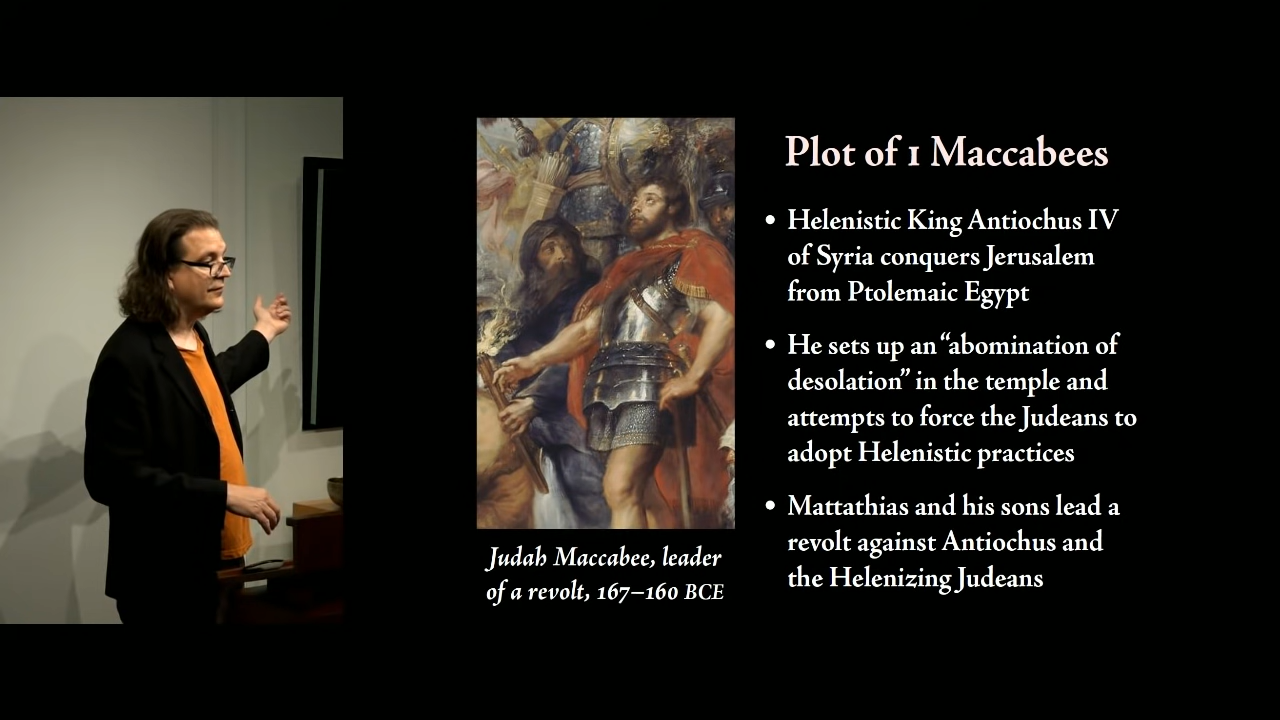 Plot of 1 Maccabees
• Helenistic King Antiochus IV
of Syria conquers Jerusalem
from Ptolemaic Egypt
• He sets up an “abomination of
desolation” in the temple and
attempts to force the Judeans to
adopt Helenistic practices
• Mattathias and his sons lead a
revolt against Antiochus and
the Helenizing Judeans
Judah Maccabee, leader
of a revolt, 167–160 BCE